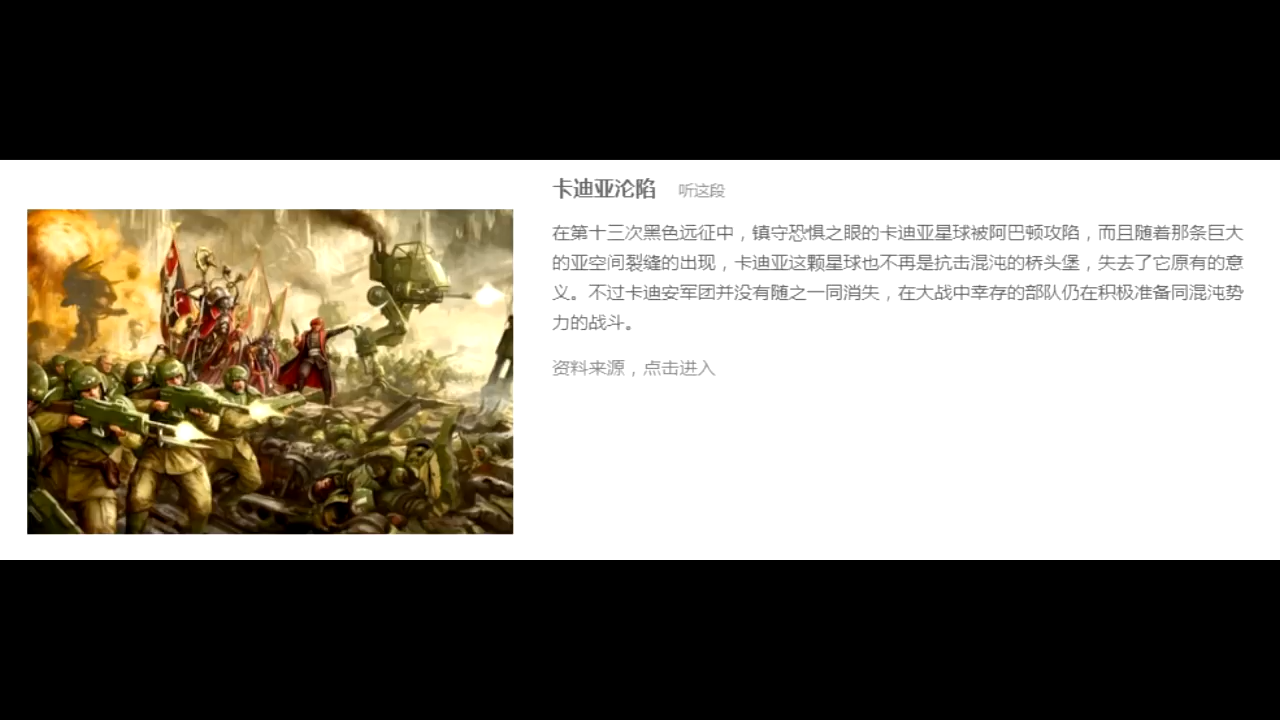 卡迪亚沦陷 听这段
在第十三次黑色远征中，镇守恐惧之眼的卡迪亚星球被阿巴顿攻陷，而且随着那条巨大
的亚空间裂缝的出现，卡迪亚这颗星球也不再是抗击混沌的桥头堡，失去了它原有的意
义。不过卡迪安军团并没有随之一同消失，在大战中幸存的部队仍在积极准备同混沌势
力的战斗。
资料来源，点击进入